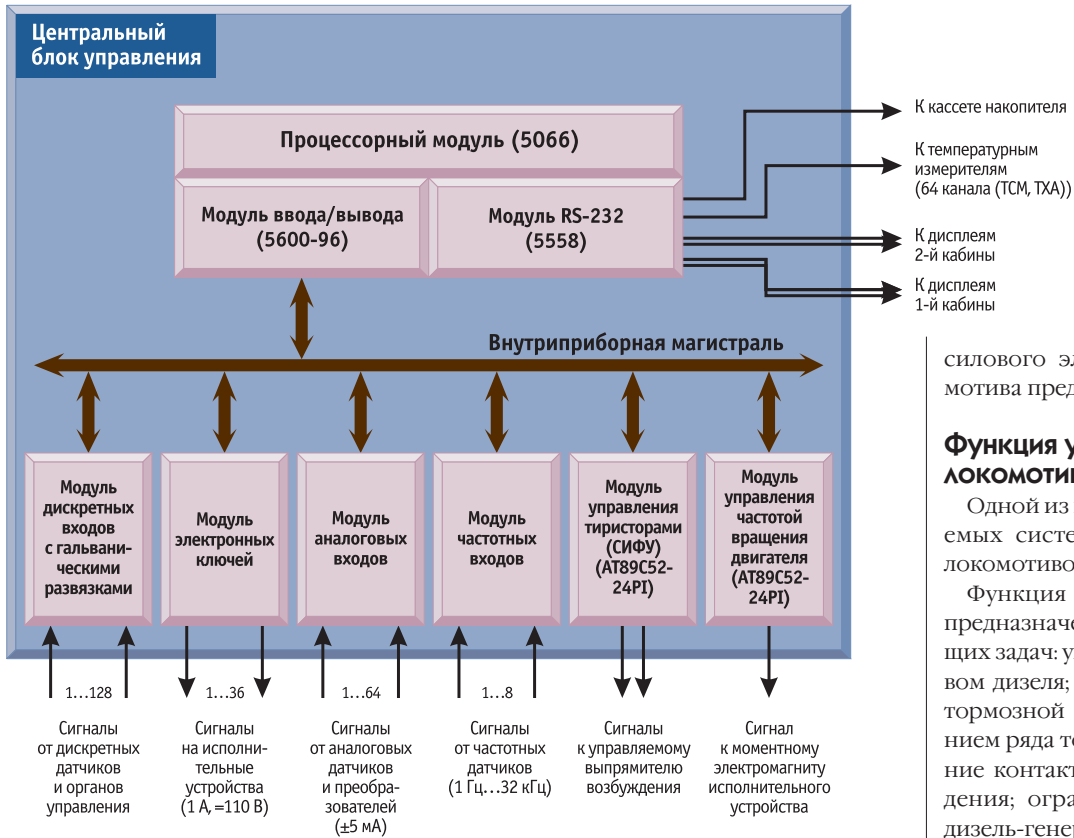 Центральный
блок управления
Процессорный модуль (5066)
Модуль ввода/вывода
(5600-96)
Модуль RS-232
(5558)
К кассете накопителя
К температурным
измерителям
(64 канала (ТСМ, ТХА))
К дисплеям
2-й кабины
К дисплеям
1-й кабины
Внутриприборная магистраль
Модуль
дискретных
входов
с гальвани-
ческими
развязками
Модуль
электронных
ключей
Модуль
аналоговых
входов
Модуль
частотных
входов
Модуль
управления
тиристорами
(СИФУ)
(AT89C52-
24PI)
Модуль
управления
частотой
вращения
двигателя
(AT89C52-
24PI)
1...128
1...36
1...64
1...8
Сигналы
от дискретных
датчиков
и органов
управления
Сигналы
на исполни-
тельные
устройства
(1 А, =110 В)
Сигналы
от аналоговых
датчиков
и преобра-
зователей
(±5 мА)
Сигналы
от частотных
датчиков
(1 Гц...32 кГц)
Сигналы
к управляемому
выпрямителю
возбуждения
Сигнал
к моментному
электромагниту
исполнительного
устройства
силового эл
мотива пред
Функция у
локомоти
Одной из
емых систе
локомотиво
Функция
предназначе
щих задач: у
вом дизеля;
тормозной
нием ряда те
ние контакт
дения; огра
дизель-генер